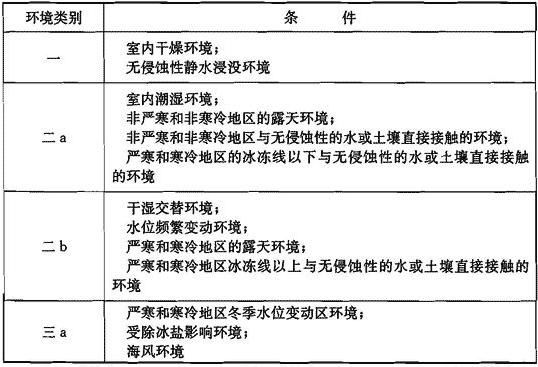 环境类别 条 件
一
室内干燥环境；
无侵蚀性静水浸没环境
二 a
室内潮湿环境；
非严寒和非寒冷地区的露天环境；
非严寒和非寒冷地区与无侵蚀性的水或土壤直接接触的环境；
严寒和寒冷地区的冰冻线以下与无侵蚀性的水或土壤直接接触
的环境
二 b
干湿交替环境；
水位频繁变动环境；
严寒和寒冷地区的露天环境；
严寒和寒冷地区冰冻线以上与无侵蚀性的水或土壤直接接触的
环境
三 a
严寒和寒冷地区冬季水位变动区环境；
受除冰盐影响环境；
海风环境